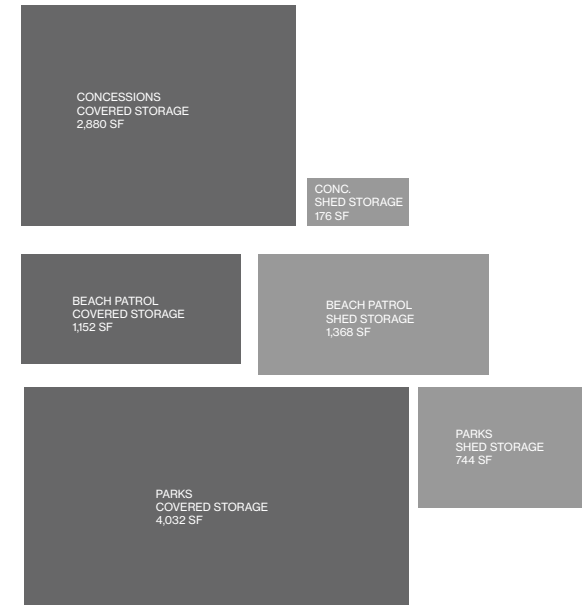 CONCESSIONS
COVERED STORAGE
2,880 SF
CONC.
SHED STORAGE
176 SF
BEACH PATROL
COVERED STORAGE
1,152 SF
BEACH PATROL
SHED STORAGE
1,368 SF
PARKS
SHED STORAGE
744 SF
PARKS
COVERED STORAGE
4,032 SF